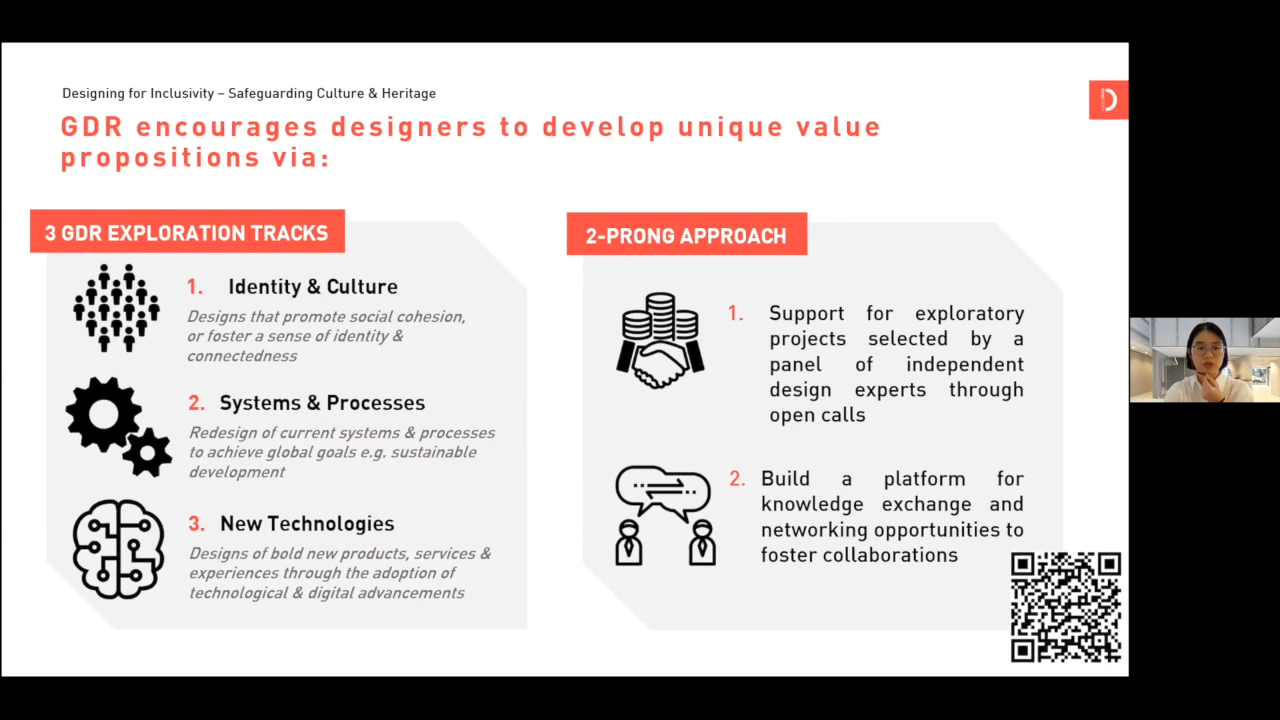 Designing for Inclusivity – Safeguarding Culture & Heritage
GDR encourages designers to develop unique value
propositions via:
3 GDR EXPLORATION TRACKS
1. Identity & Culture
Designs that promote social cohesion,
or foster a sense of identity &
connectedness
2. Systems & Processes
Redesign of current systems & processes
to achieve global goals e.g. sustainable
development
3. New Technologies
Designs of bold new products, services &
experiences through the adoption of
technological & digital advancements
2-PRONG APPROACH
1. Support for exploratory
projects selected by a
panel of independent
design experts through
open calls
2. Build a platform for
knowledge exchange and
networking opportunities to
foster collaborations